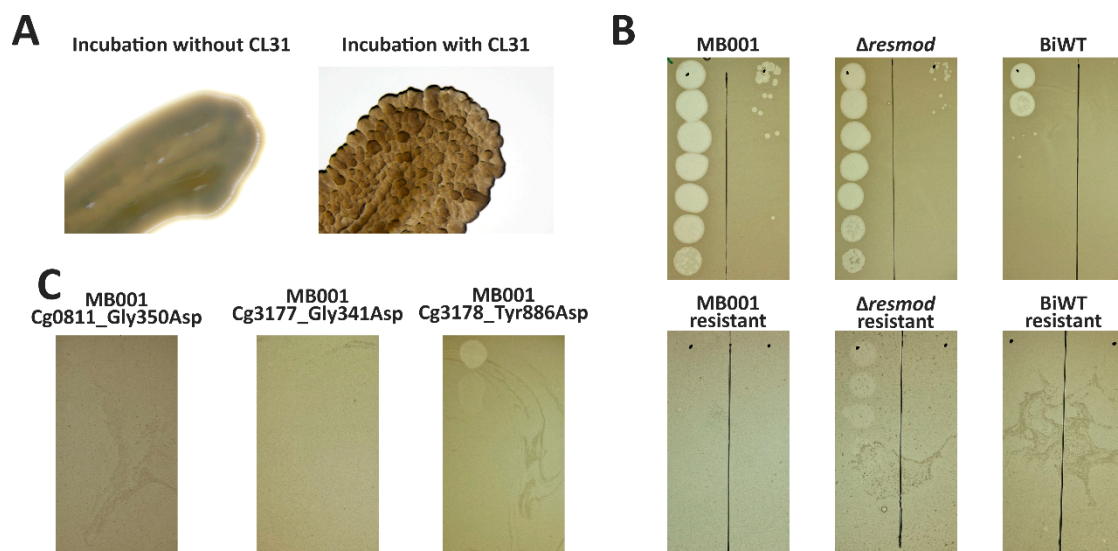 A
Incubation without CL31
Incubation with CL31
B
MB001
Δresmod
BiWT
MB001
resistant
Δresmod
resistant
BiWT
resistant
C
MB001
Cg0811_Gly350Asp
MB001
Cg3177_Gly341Asp
MB001
Cg3178_Tyr886Asp